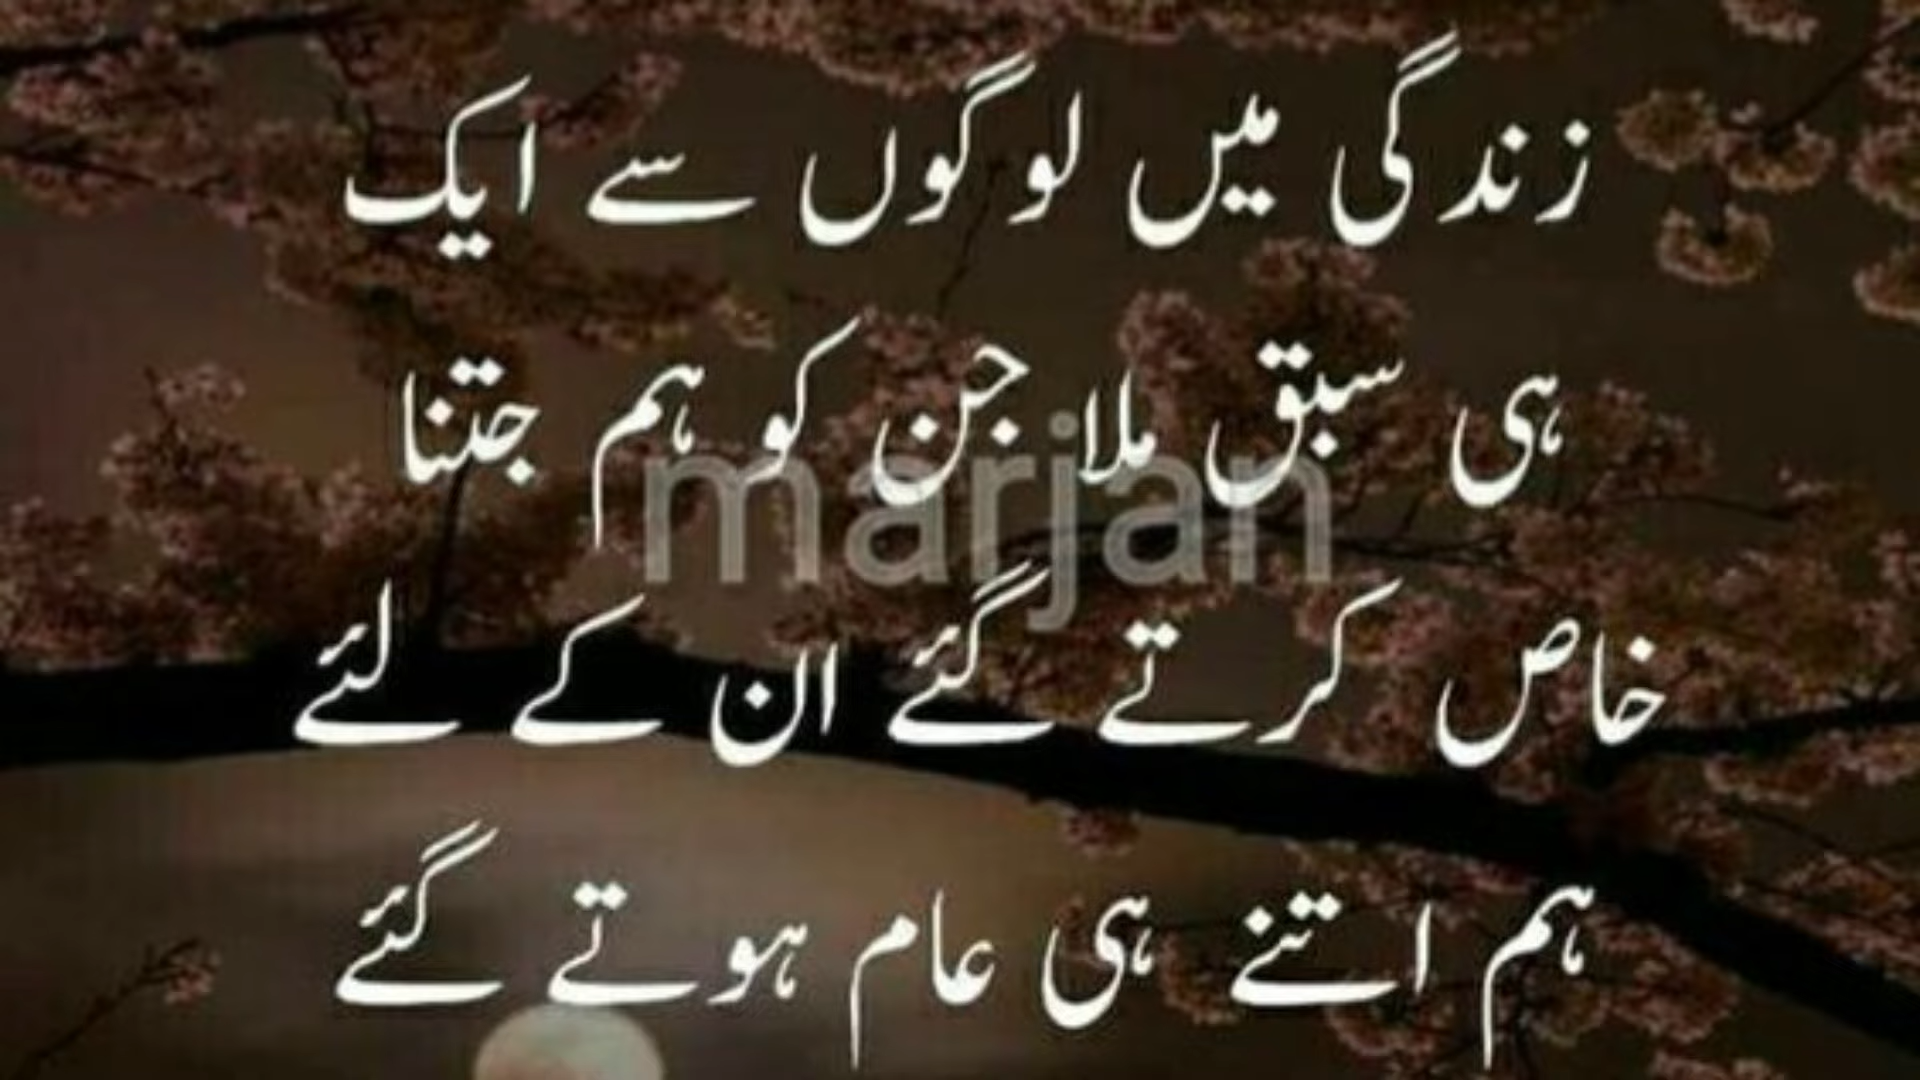 زندگی میں لوگوں سے ایک
ہی سبق ملا جن کو ہم جتنا
marjan
خاص کرتے گئے ان کے لئے
ہم اتنے ہی عام ہوتے گئے